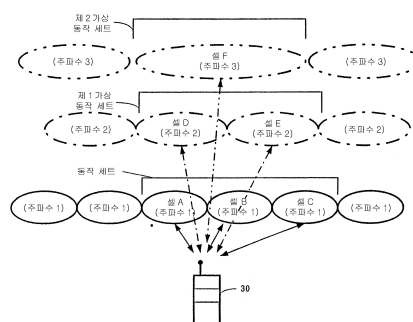 제 2 가상
동작 세트
(주파수 3)
셀 F
(주파수 3)
(주파수 3)
제 1 가상
동작 세트
(주파수 2)
셀 D
(주파수 2)
셀 E
(주파수 2)
(주파수 2)
동작 세트
(주파수 1)
(주파수 1)
셀 A
(주파수 1)
셀 B
(주파수 1)
셀 C
(주파수 1)
(주파수 1)
30